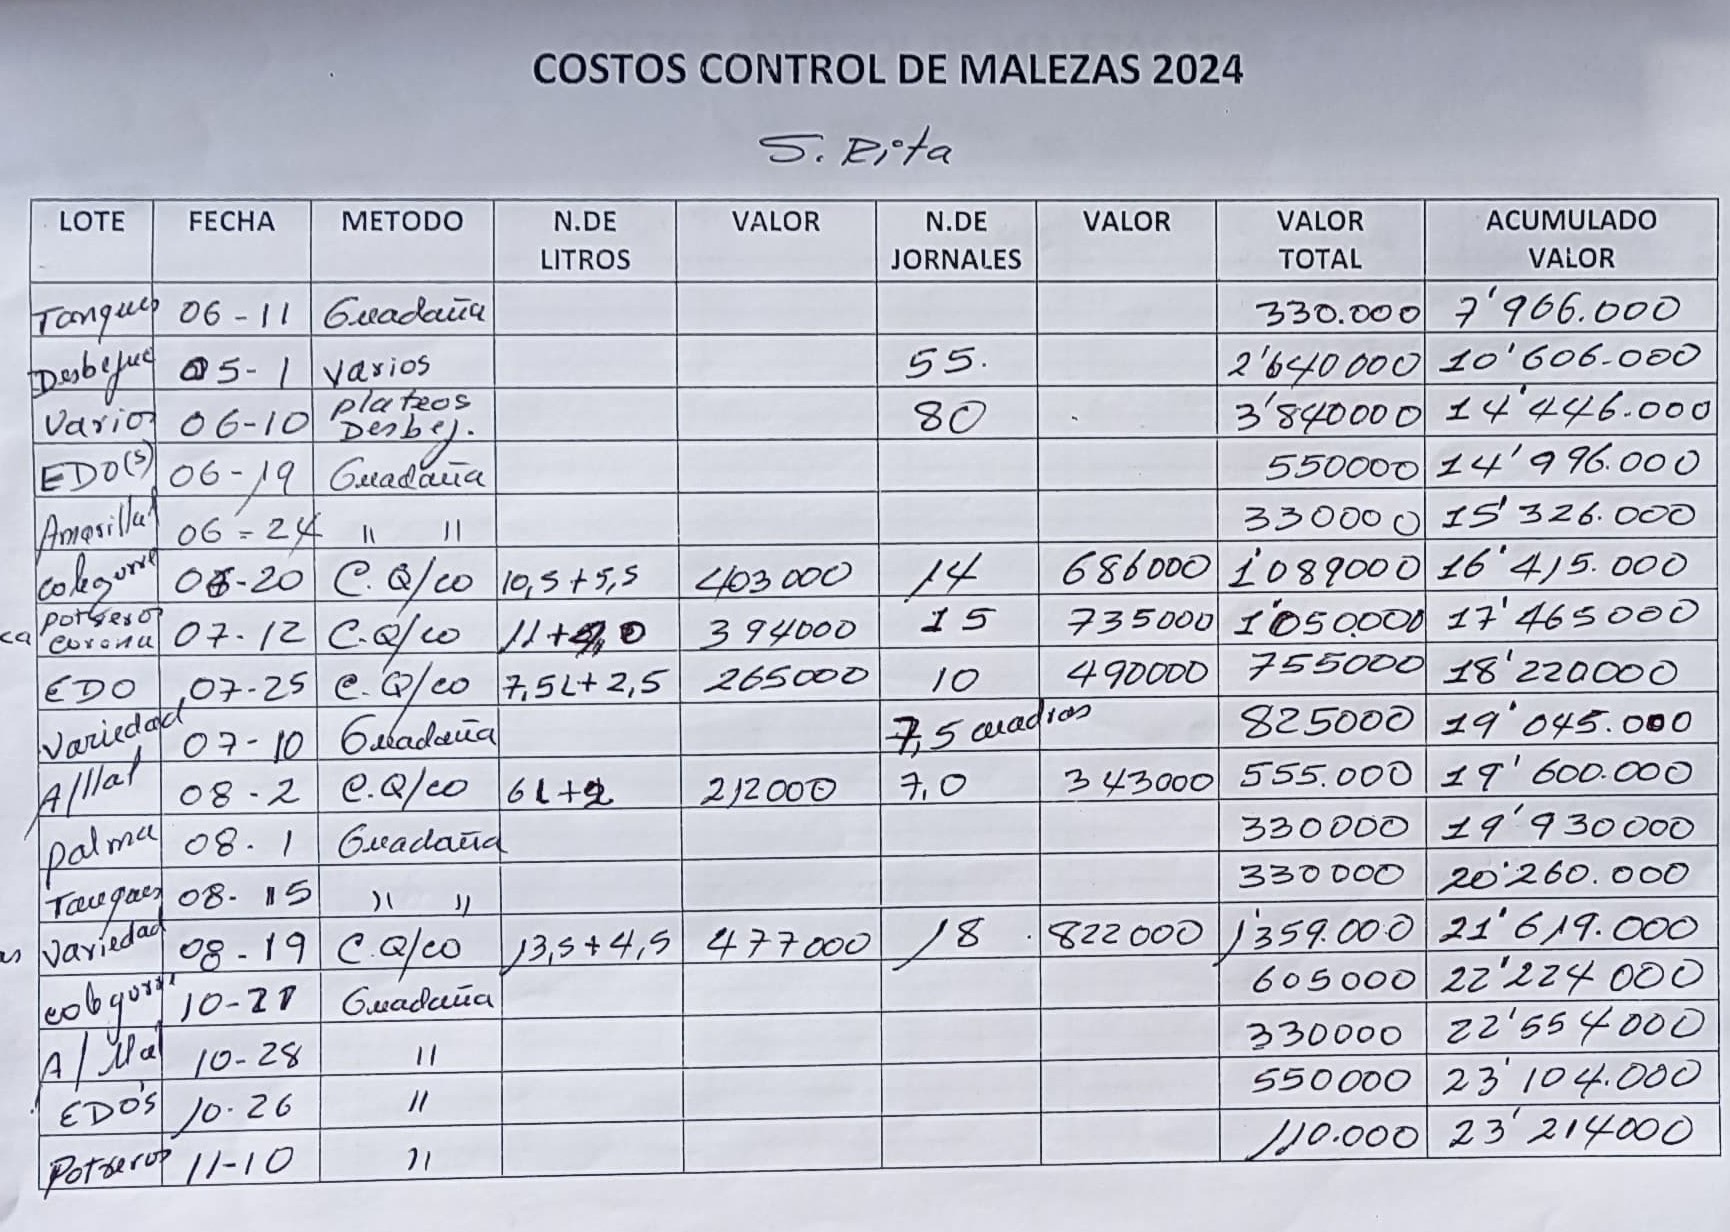 COSTOS CONTROL DE MALEZAS 2024
S. Rita
LOTE FECHA METODO N.DE LITROS VALOR N.DE JORNALES VALOR VALOR TOTAL ACUMULADO VALOR
Tanques 06-11 Guadaña 330.000 7'966.000
Desbejuc 05-1 varios 55. 2'640000 10'606.000
Varios 06-10 plateos Desbej. 80 3'840000 14'446.000
EDO(s) 06-19 Guadaña 550000 14'996.000
Amarilla 06-24 " " 330000 15'326.000
06-20 C.Q/co 10,5+5,5 403000 14 686000 1'089000 16'415.000
ca potrero corona 07-12 C.Q/co 11+ 394000 15 735000 1'050.000 17'465000
EDO 07-25 C.Q/co 7,5L+2,5 265000 10 490000 755000 18'220000
Variedad 07-10 Guadaña 7,5 cuadras 825000 19'045.000
A/llal 08-2 C.Q/co 6L+2 212000 7,0 343000 555.000 19'600.000
palma 08.1 Guadaña 330000 19'930000
Tanques 08-15 " " 330000 20'260.000
as Variedad 08-19 C.Q/co 13,5+4,5 477000 18 822000 1'359.000 21'619.000
10-21 Guadaña 605000 22'224000
A/llal 10-28 " 330000 22'554000
EDO'S 10.26 " 550000 23'104.000
Potreros 11-10 " 110.000 23'214000